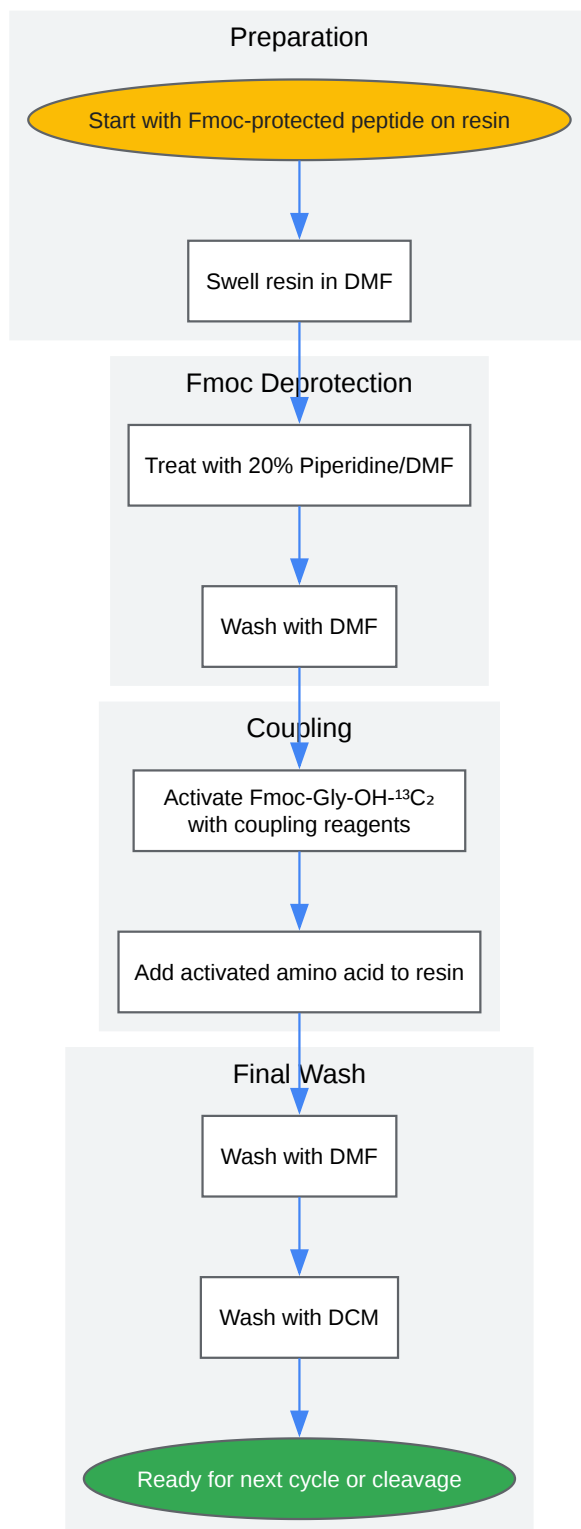 Preparation
Start with Fmoc-protected peptide on resin
Swell resin in DMF
Fmoc Deprotection
Treat with 20% Piperidine/DMF
Wash with DMF
Coupling
Activate Fmoc-Gly-OH-¹³C₂
with coupling reagents
Add activated amino acid to resin
Final Wash
Wash with DMF
Wash with DCM
Ready for next cycle or cleavage